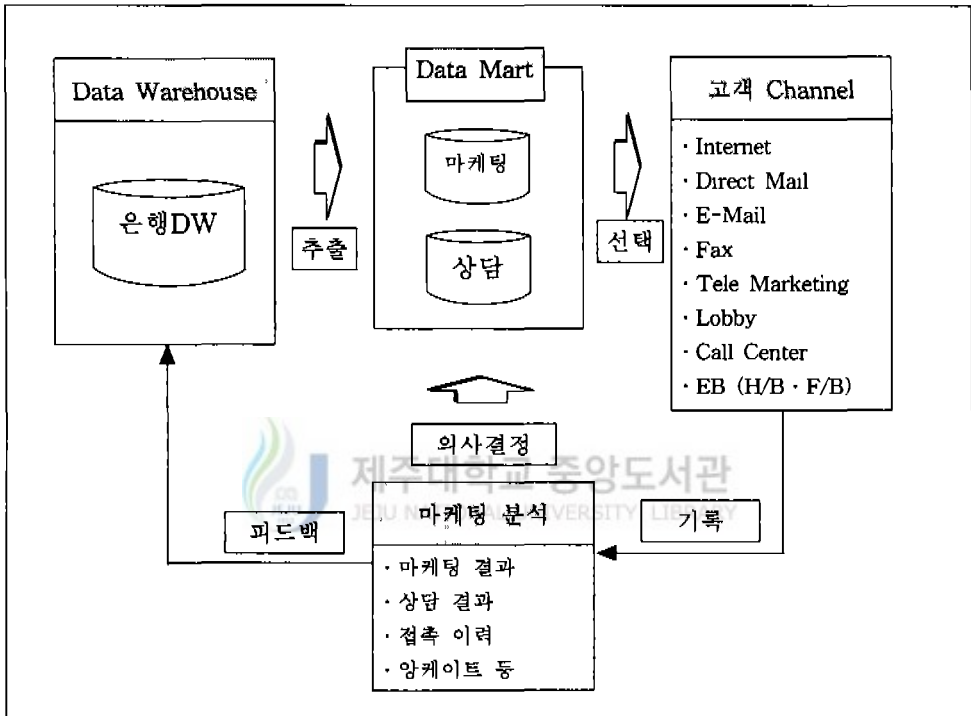 Data Warehouse
은행DW
추출
Data Mart
마케팅
상담
선택
고객 Channel
· Internet
· Direct Mail
· E-Mail
· Fax
· Tele Marketing
· Lobby
· Call Center
· EB (H/B · F/B)
의사결정
제주대학교 중앙도서관
JEJU NATIONAL UNIVERSITY LIBRARY
피드백
마케팅 분석
· 마케팅 결과
· 상담 결과
· 접촉 이력
· 앙케이트 등
기록